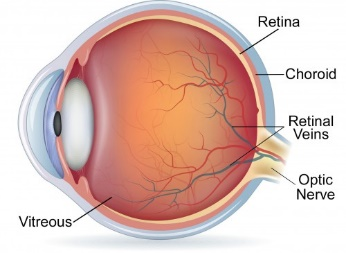 Retina
Choroid
Retinal
Veins
Optic
Nerve
Vitreous